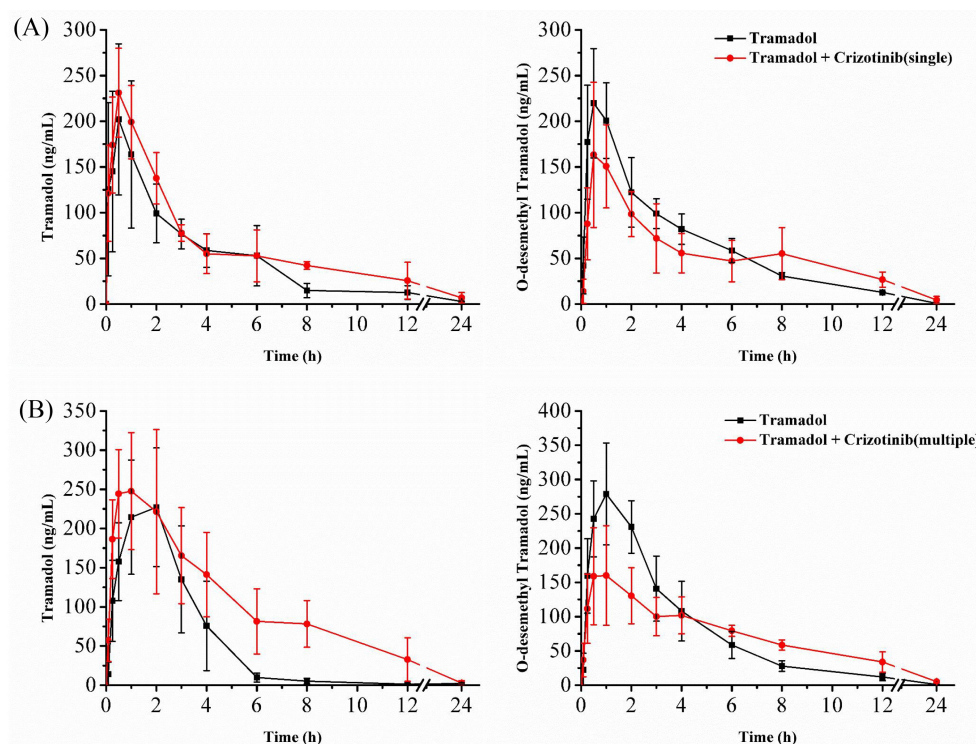 (A)
Tramadol (ng/mL)
300
250
200
150
100
50
0
0 2 4 6 8 10 12 24
Time (h)
O-desemethyl Tramadol (ng/mL)
300
250
200
150
100
50
0
Tramadol
Tramadol + Crizotinib(single)
0 2 4 6 8 10 12 24
Time (h)
(B)
Tramadol (ng/mL)
350
300
250
200
150
100
50
0
0 2 4 6 8 10 12 24
Time (h)
O-desemethyl Tramadol (ng/mL)
400
350
300
250
200
150
100
50
0
Tramadol
Tramadol + Crizotinib(multiple)
0 2 4 6 8 10 12 24
Time (h)